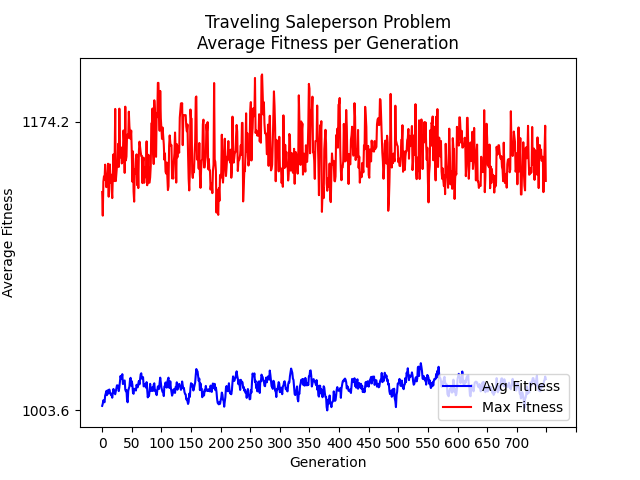 Traveling Saleperson Problem
Average Fitness per Generation
Average Fitness
1174.2
1003.6
Avg Fitness
Max Fitness
0 50 100 150 200 250 300 350 400 450 500 550 600 650 700
Generation